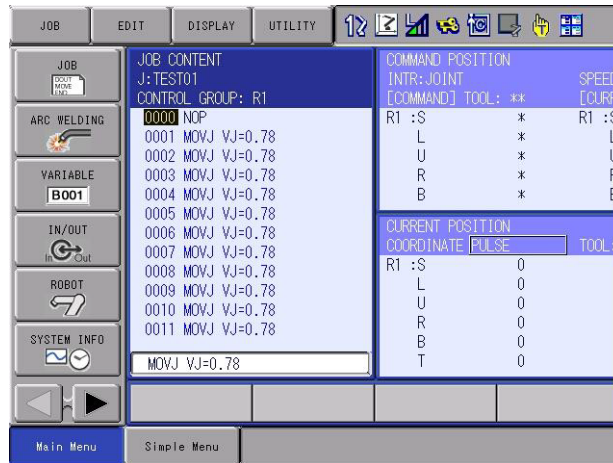 JOB EDIT DISPLAY UTILITY
JOB
DOUT
MOVE
END
ARC WELDING
VARIABLE
B001
IN/OUT
In Out
ROBOT
SYSTEM INFO
JOB CONTENT
J:TEST01
CONTROL GROUP: R1
0000 NOP
0001 MOVJ VJ=0.78
0002 MOVJ VJ=0.78
0003 MOVJ VJ=0.78
0004 MOVJ VJ=0.78
0005 MOVJ VJ=0.78
0006 MOVJ VJ=0.78
0007 MOVJ VJ=0.78
0008 MOVJ VJ=0.78
0009 MOVJ VJ=0.78
0010 MOVJ VJ=0.78
0011 MOVJ VJ=0.78
MOVJ VJ=0.78
COMMAND POSITION
INTR:JOINT SPEED
[COMMAND] TOOL: ** [CURR
R1 :S * R1 :S
L * L
U * U
R * R
B * B
CURRENT POSITION
COORDINATE PULSE TOOL:
R1 :S 0
L 0
U 0
R 0
B 0
T 0
Main Menu Simple Menu